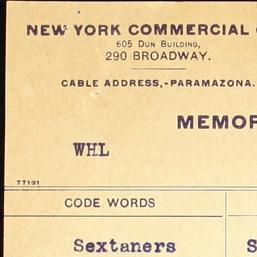 NEW YORK COMMERCIAL
605 DUN BUILDING,
290 BROADWAY.
CABLE ADDRESS,-PARAMAZONA.
MEMOR
WHL
77131
CODE WORDS
Sextaners S